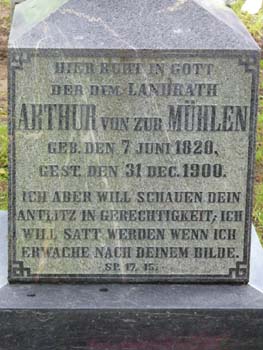 HIER RUHT IN GOTT
DER DIM. LANDRATH
ARTHUR VON ZUR MÜHLEN
GEB. DEN 7 JUNI 1820,
GEST. DEN 31 DEC. 1900.
ICH ABER WILL SCHAUEN DEIN
ANTLITZ IN GERECHTIGKEIT; ICH
WILL SATT WERDEN WENN ICH
ERWACHE NACH DEINEM BILDE.
SP. 17, 15.